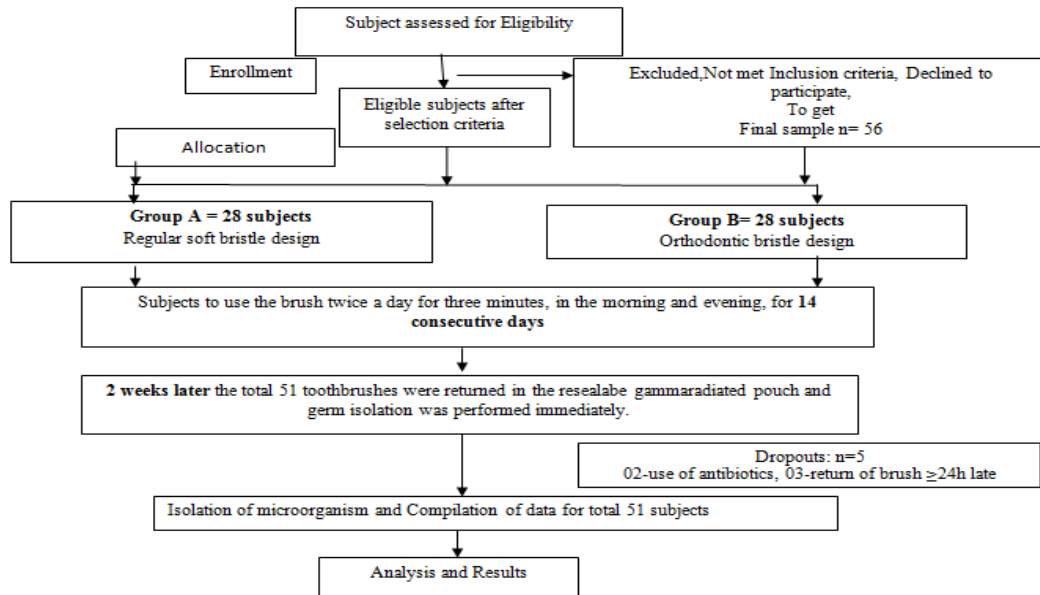 Subject assessed for Eligibility
Enrollment
Excluded,Not met Inclusion criteria, Declined to
participate,
To get
Final sample n= 56
Eligible subjects after
selection criteria
Allocation
Group A = 28 subjects
Regular soft bristle design
Group B= 28 subjects
Orthodontic bristle design
Subjects to use the brush twice a day for three minutes, in the morning and evening, for 14
consecutive days
2 weeks later the total 51 toothbrushes were returned in the resealabe gammaradiated pouch and
germ isolation was performed immediately.
Dropouts: n=5
02-use of antibiotics, 03-return of brush ≥24h late
Isolation of microorganism and Compilation of data for total 51 subjects
Analysis and Results